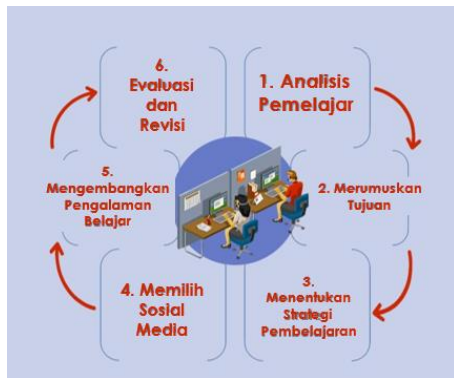 1. Analisis
Pemelajar
2. Merumuskan
Tujuan
3.
Menentukan
Strategi
Pembelajaran
4. Memilih
Sosial
Media
5.
Mengembangkan
Pengalaman
Belajar
6.
Evaluasi
dan
Revisi